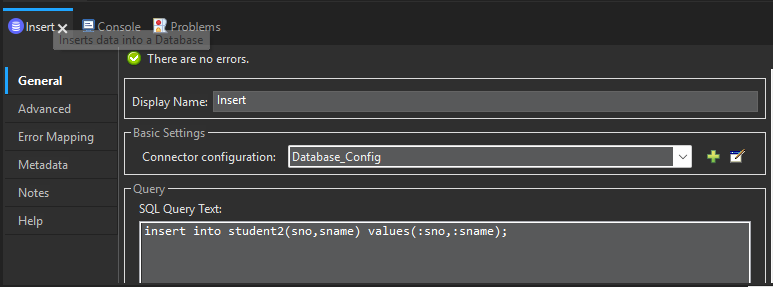 Insert Console Problems
Inserts data into a Database
There are no errors.
General
Advanced
Error Mapping
Metadata
Notes
Help
Display Name: Insert
Basic Settings
Connector configuration: Database_Config
Query
SQL Query Text:
insert into student2(sno,sname) values(:sno,:sname);